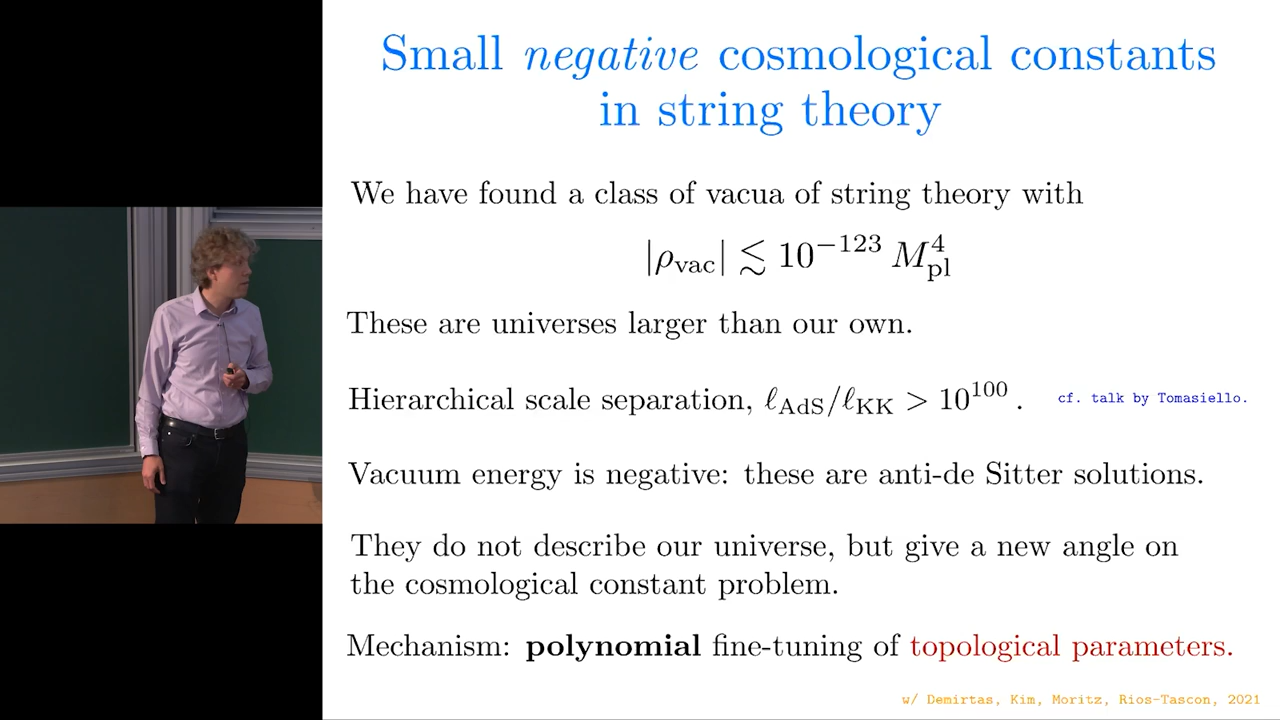 Small negative cosmological constants
in string theory
We have found a class of vacua of string theory with
|ρ_vac| ≲ 10^−123 M_pl^4
These are universes larger than our own.
Hierarchical scale separation, ℓ_AdS/ℓ_KK > 10^100 . cf. talk by Tomasiello.
Vacuum energy is negative: these are anti-de Sitter solutions.
They do not describe our universe, but give a new angle on
the cosmological constant problem.
Mechanism: polynomial fine-tuning of topological parameters.
w/ Demirtas, Kim, Moritz, Rios-Tascon, 2021